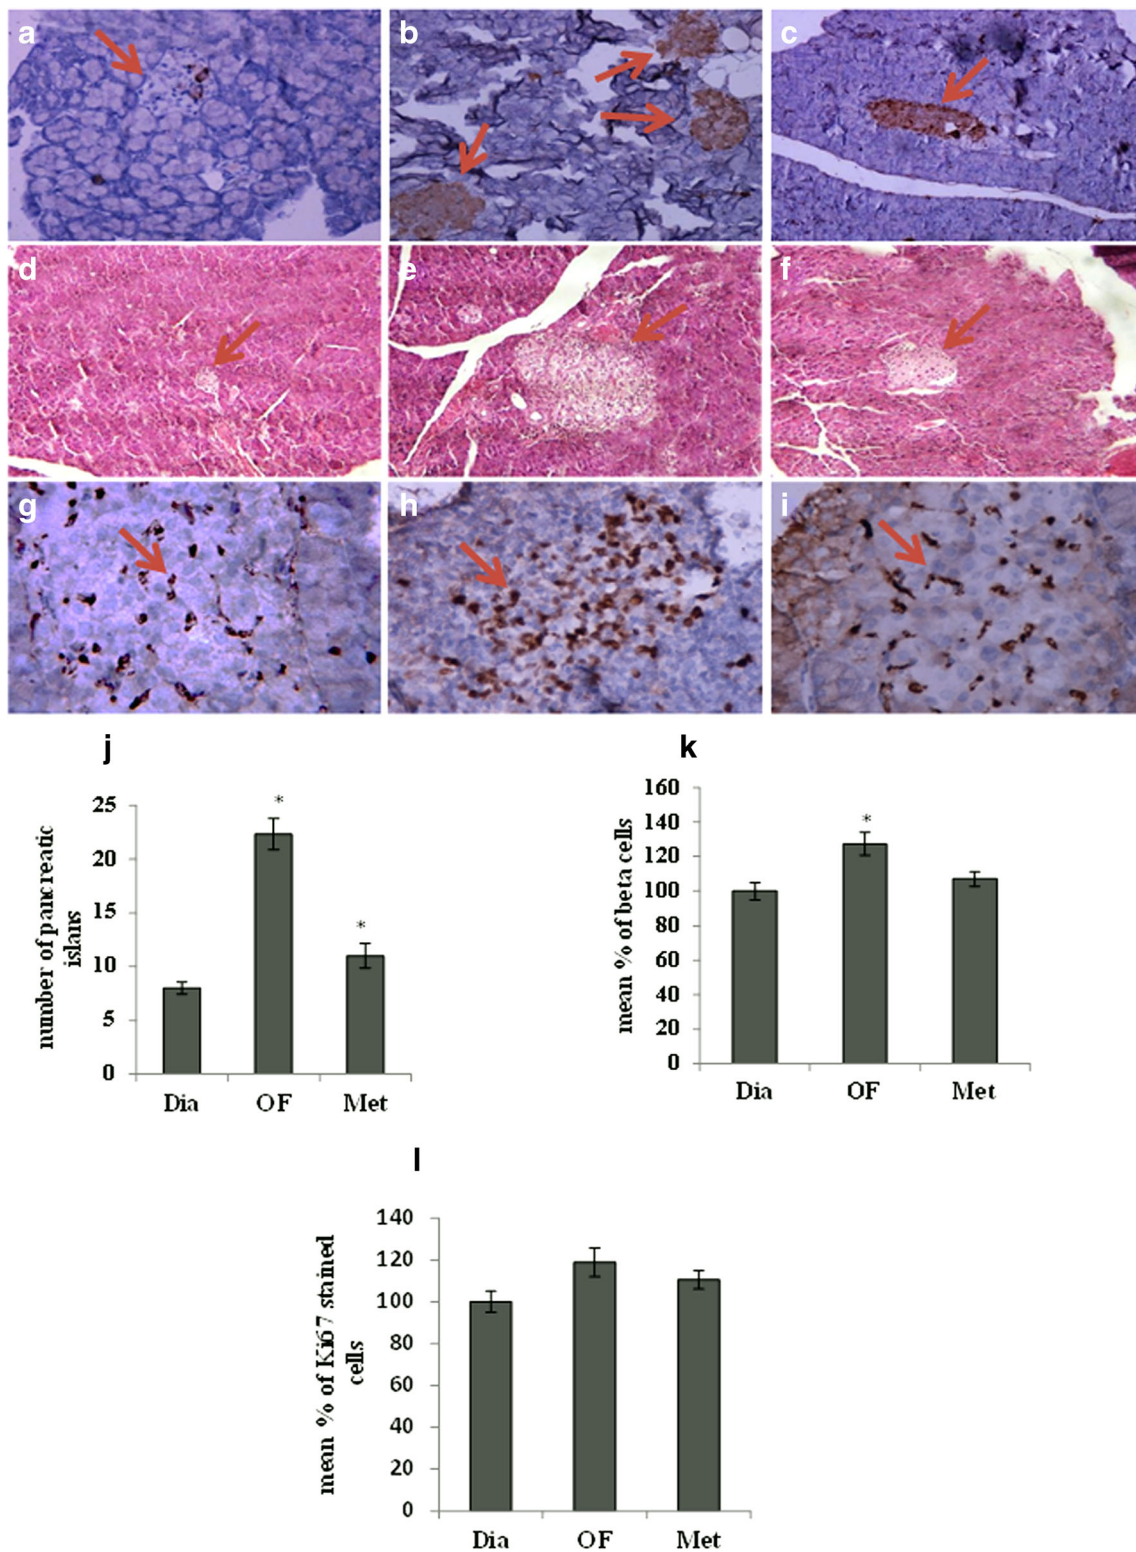 a
b
c
d
e
f
g
h
i
j
number of pancreatic
islans
25
20
15
10
5
0
*
*
Dia
OF
Met
k
mean % of beta cells
160
140
120
100
80
60
40
20
0
*
Dia
OF
Met
l
mean % of Ki67 stained
cells
140
120
100
80
60
40
20
0
Dia
OF
Met